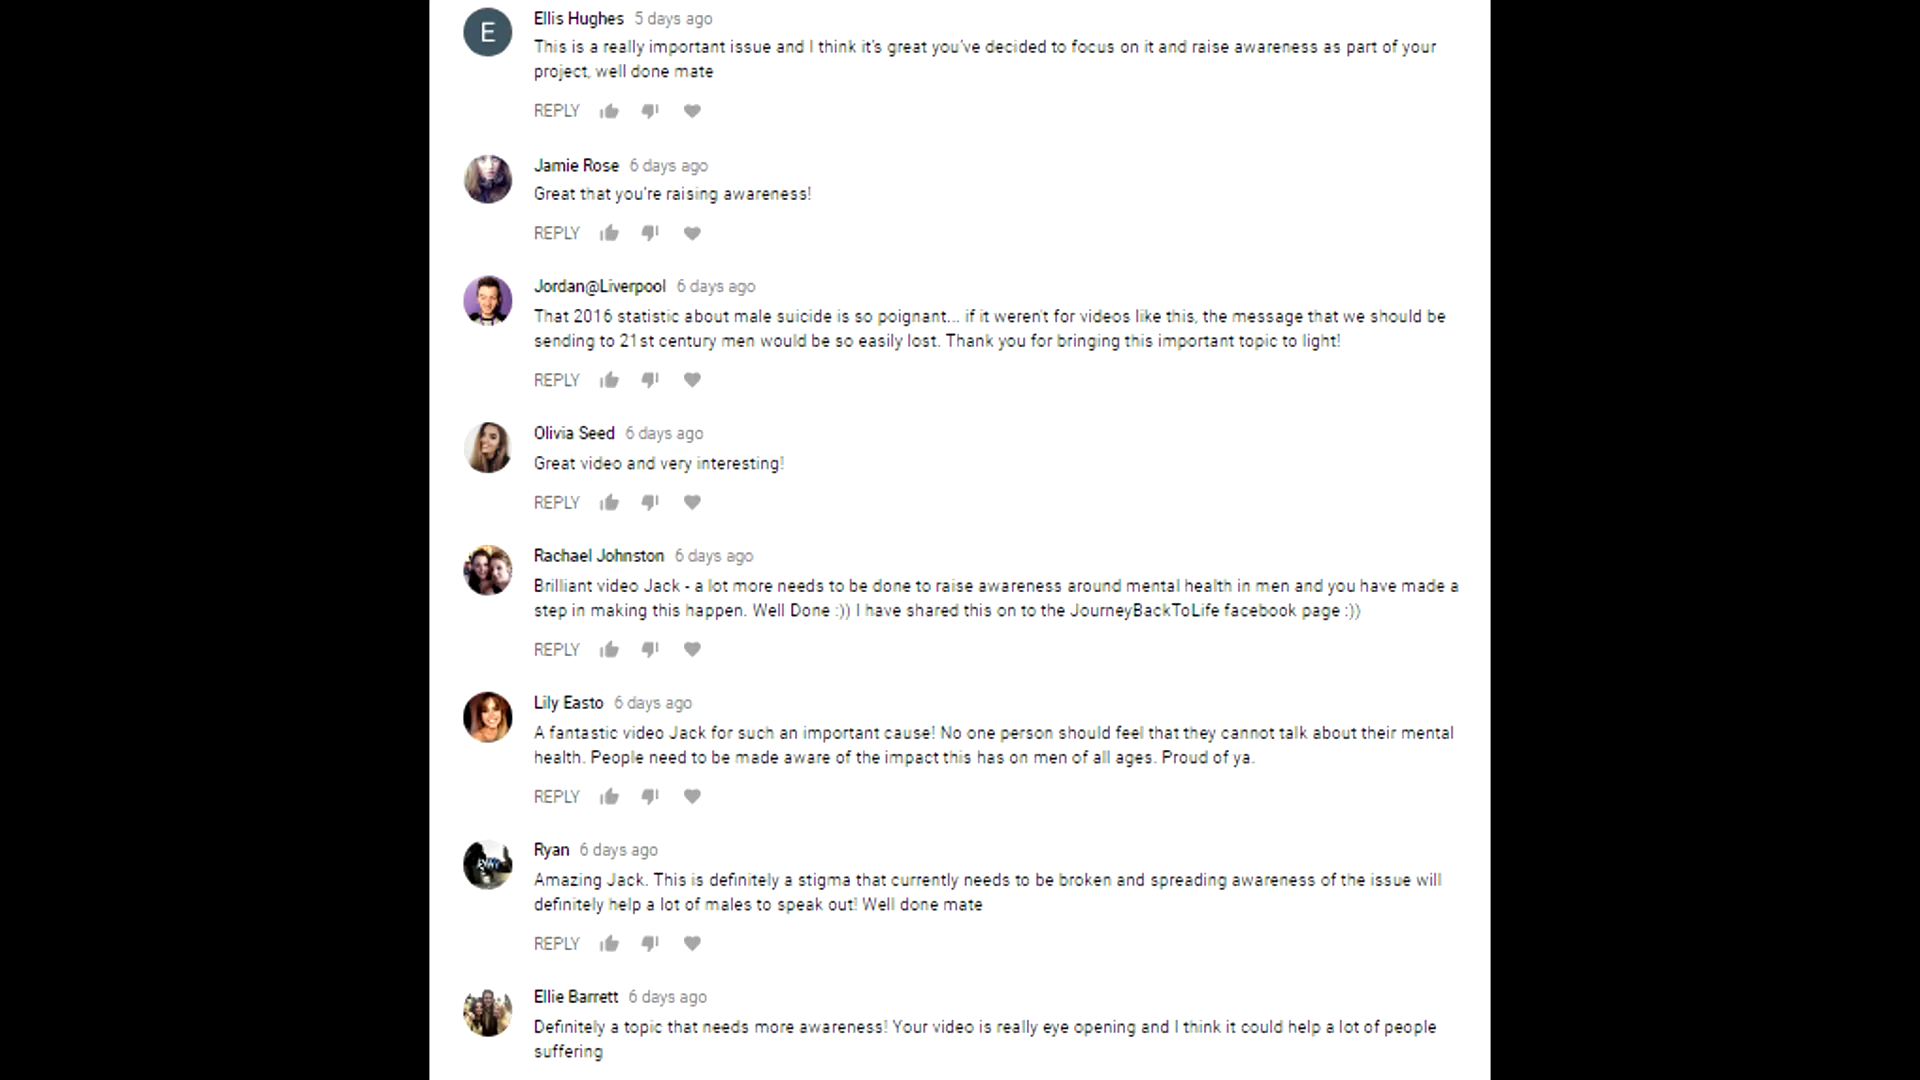 E
Ellis Hughes 5 days ago
This is a really important issue and I think it's great you've decided to focus on it and raise awareness as part of your
project, well done mate
REPLY
Jamie Rose 6 days ago
Great that you're raising awareness!
REPLY
Jordan@Liverpool 6 days ago
That 2016 statistic about male suicide is so poignant... if it weren't for videos like this, the message that we should be
sending to 21st century men would be so easily lost. Thank you for bringing this important topic to light!
REPLY
Olivia Seed 6 days ago
Great video and very interesting!
REPLY
Rachael Johnston 6 days ago
Brilliant video Jack - a lot more needs to be done to raise awareness around mental health in men and you have made a
step in making this happen. Well Done :)) I have shared this on to the JourneyBackToLife facebook page :))
REPLY
Lily Easto 6 days ago
A fantastic video Jack for such an important cause! No one person should feel that they cannot talk about their mental
health. People need to be made aware of the impact this has on men of all ages. Proud of ya.
REPLY
Ryan 6 days ago
Amazing Jack. This is definitely a stigma that currently needs to be broken and spreading awareness of the issue will
definitely help a lot of males to speak out! Well done mate
REPLY
Ellie Barrett 6 days ago
Definitely a topic that needs more awareness! Your video is really eye opening and I think it could help a lot of people
suffering